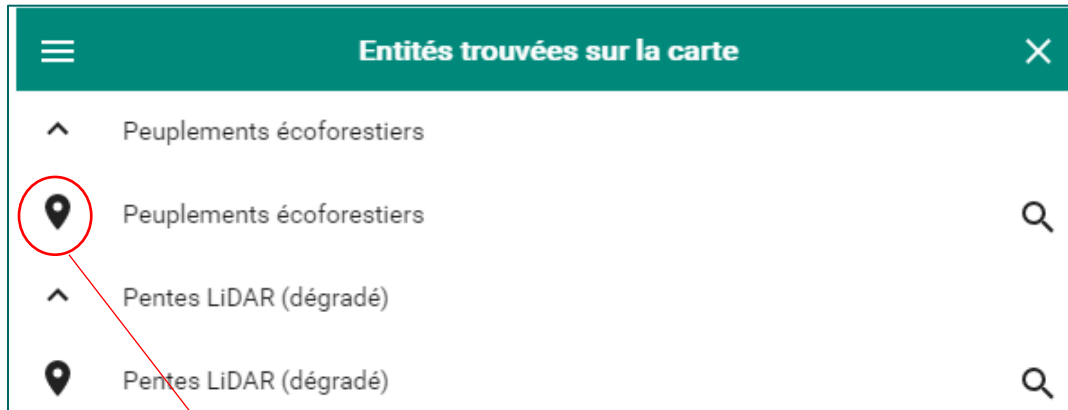 Entités trouvées sur la carte
Peuplements écoforestiers
Peuplements écoforestiers
Pentes LiDAR (dégradé)
Pentes LiDAR (dégradé)